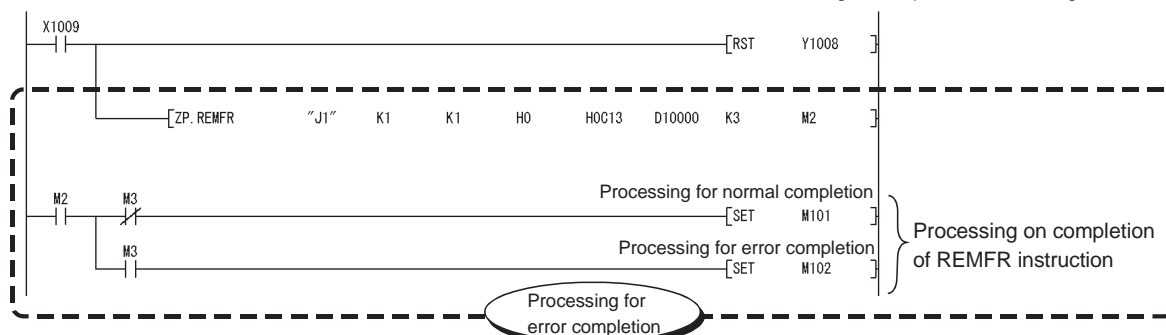 X1009
RST Y1008
ZP.REMFR "J1" K1 K1 H0 H0C13 D10000 K3 M2
Processing for normal completion
M2 M3
SET M101
Processing for error completion
M3
SET M102
Processing on completion
of REMFR instruction
Processing for
error completion